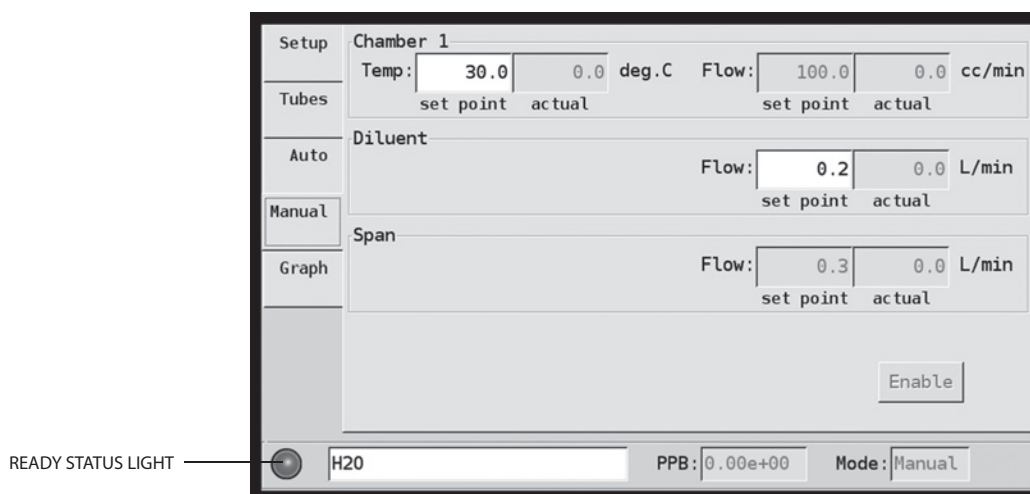 Setup
Tubes
Auto
Manual
Graph
Chamber 1
Temp: 30.0 0.0 deg.C Flow: 100.0 0.0 cc/min
set point actual set point actual
Diluent
Flow: 0.2 0.0 L/min
set point actual
Span
Flow: 0.3 0.0 L/min
set point actual
Enable
READY STATUS LIGHT
H2O PPB: 0.00e+00 Mode: Manual